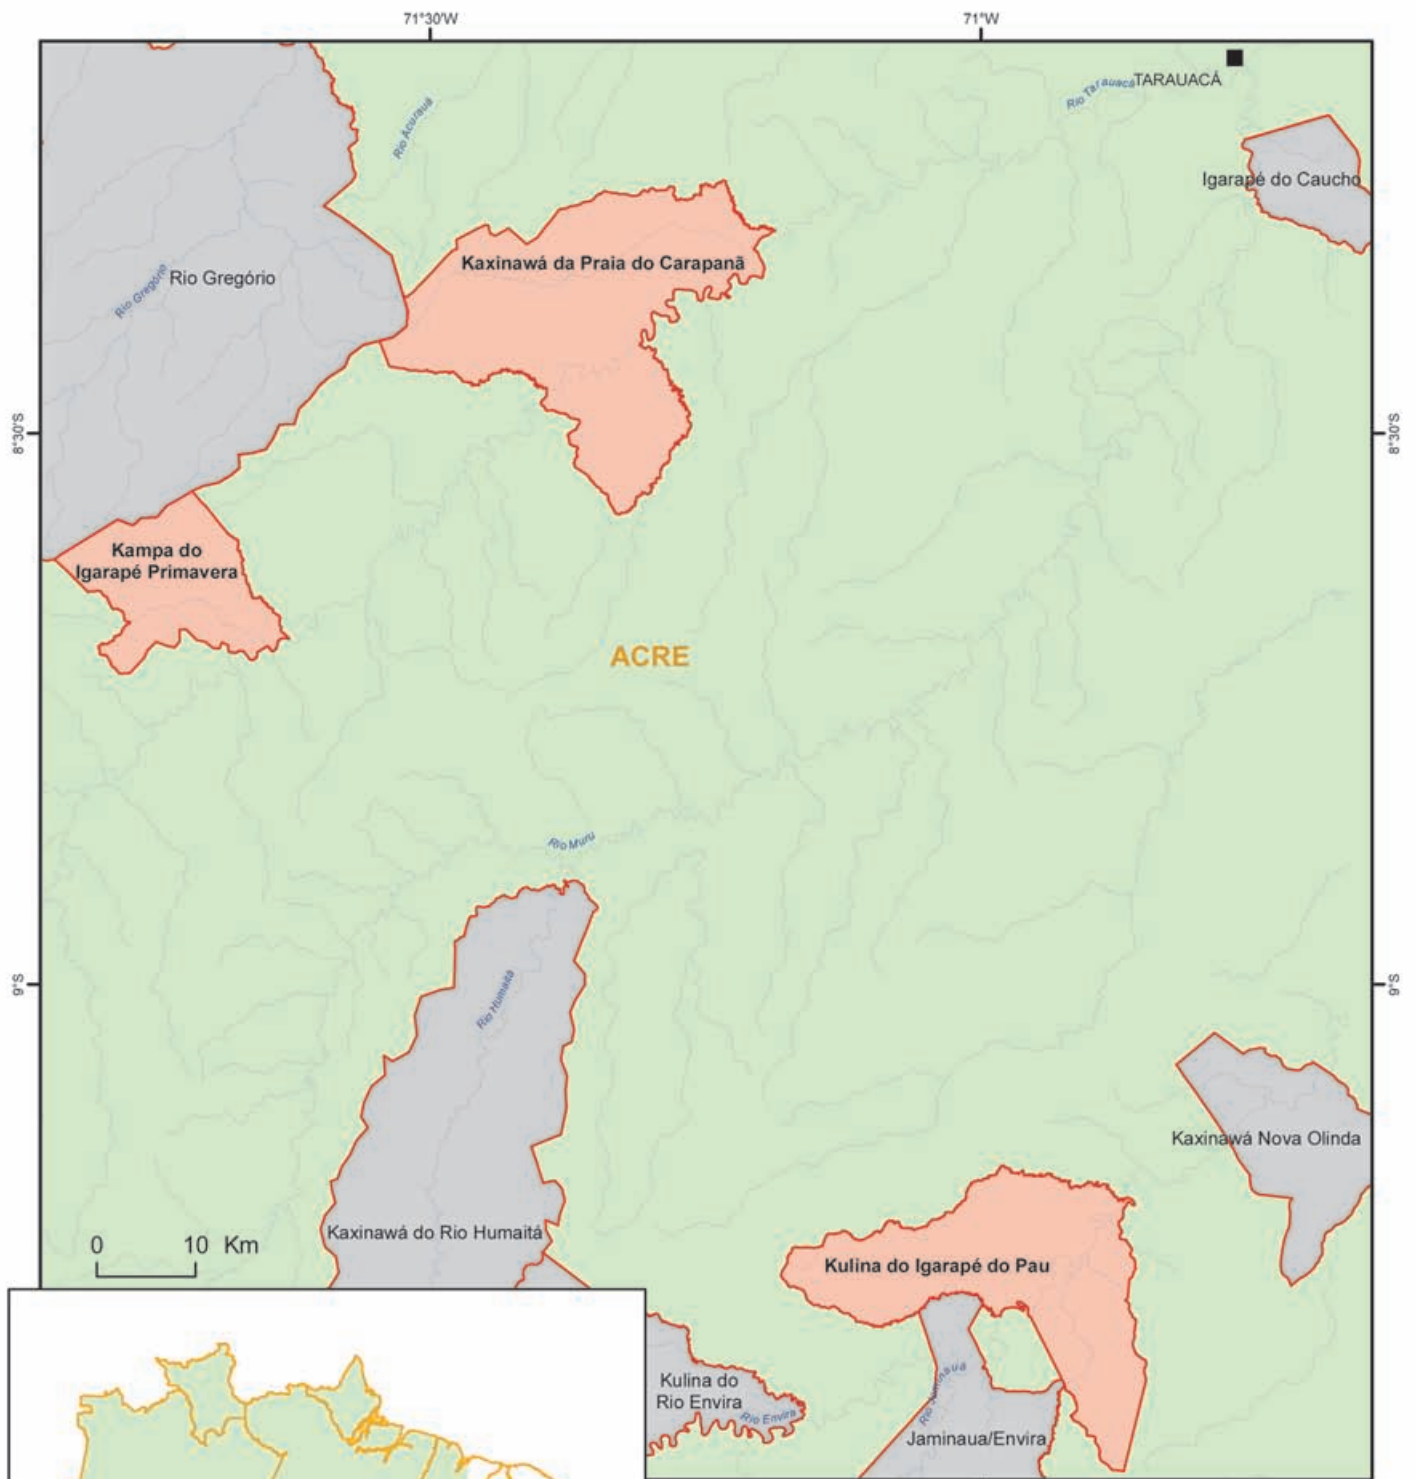 71°30'W
71°W
TARAUACÁ
Rio Tarauacá
Rio Acurauá
Igarapé do Caucho
Kaxinawá da Praia do Carapanã
Rio Gregório
Rio Gregório
8°30'S
8°30'S
Kampa do
Igarapé Primavera
ACRE
Rio Muru
9°S
9°S
Rio Humaitá
Kaxinawá Nova Olinda
Kaxinawá do Rio Humaitá
0 10 Km
Kulina do Igarapé do Pau
Kulina do
Rio Envira
Rio Envira
Rio Jaminaua
Jaminaua/Envira